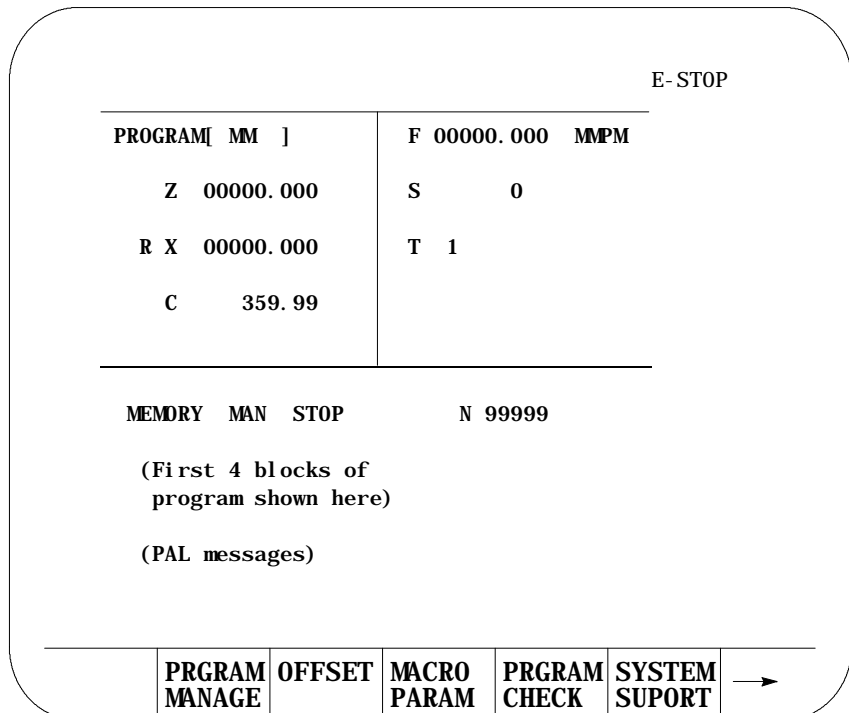 E-STOP
PROGRAM[ MM ] F 00000.000 MMPM
Z 00000.000 S 0
R X 00000.000 T 1
C 359.99
MEMORY MAN STOP N 99999
(First 4 blocks of
program shown here)
(PAL messages)
PRGRAM OFFSET MACRO PRGRAM SYSTEM
MANAGE PARAM CHECK SUPORT